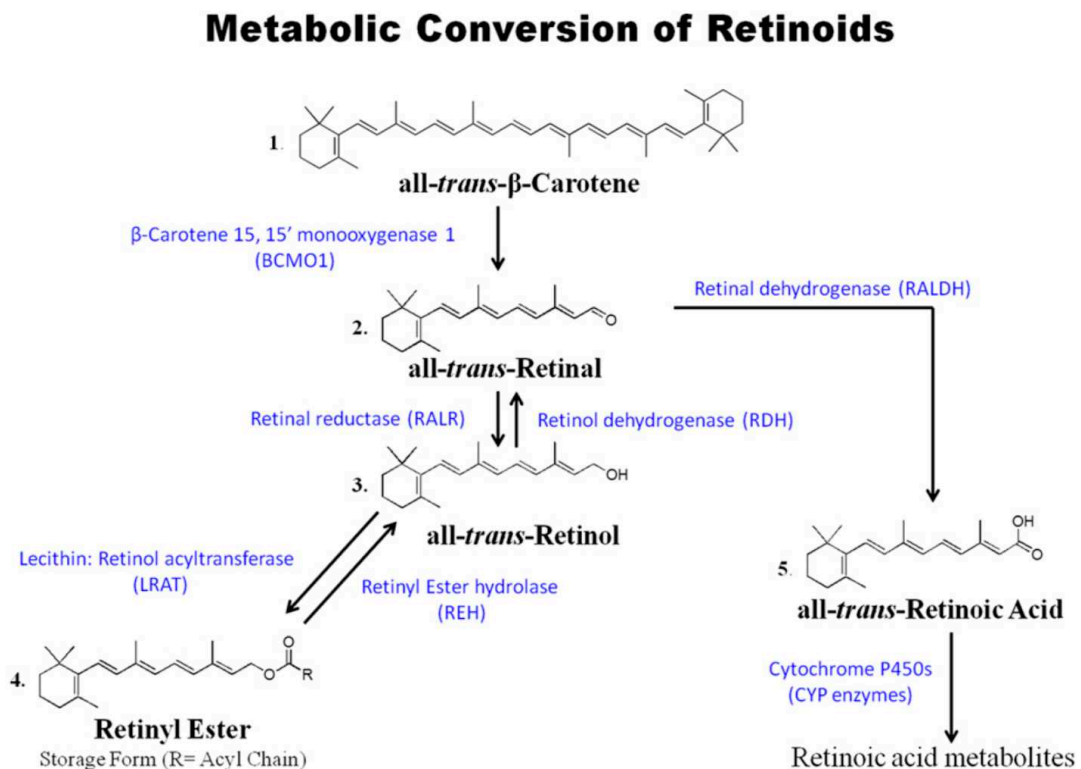 Metabolic Conversion of Retinoids
1.
all-trans-β-Carotene
β-Carotene 15, 15′ monooxygenase 1
(BCMO1)
Retinal dehydrogenase (RALDH)
2.
O
all-trans-Retinal
Retinal reductase (RALR)
Retinol dehydrogenase (RDH)
3.
OH
all-trans-Retinol
OH
O
5.
all-trans-Retinoic Acid
Lecithin: Retinol acyltransferase
(LRAT)
Retinyl Ester hydrolase
(REH)
4.
O
O
R
Retinyl Ester
Storage Form (R= Acyl Chain)
Cytochrome P450s
(CYP enzymes)
Retinoic acid metabolites